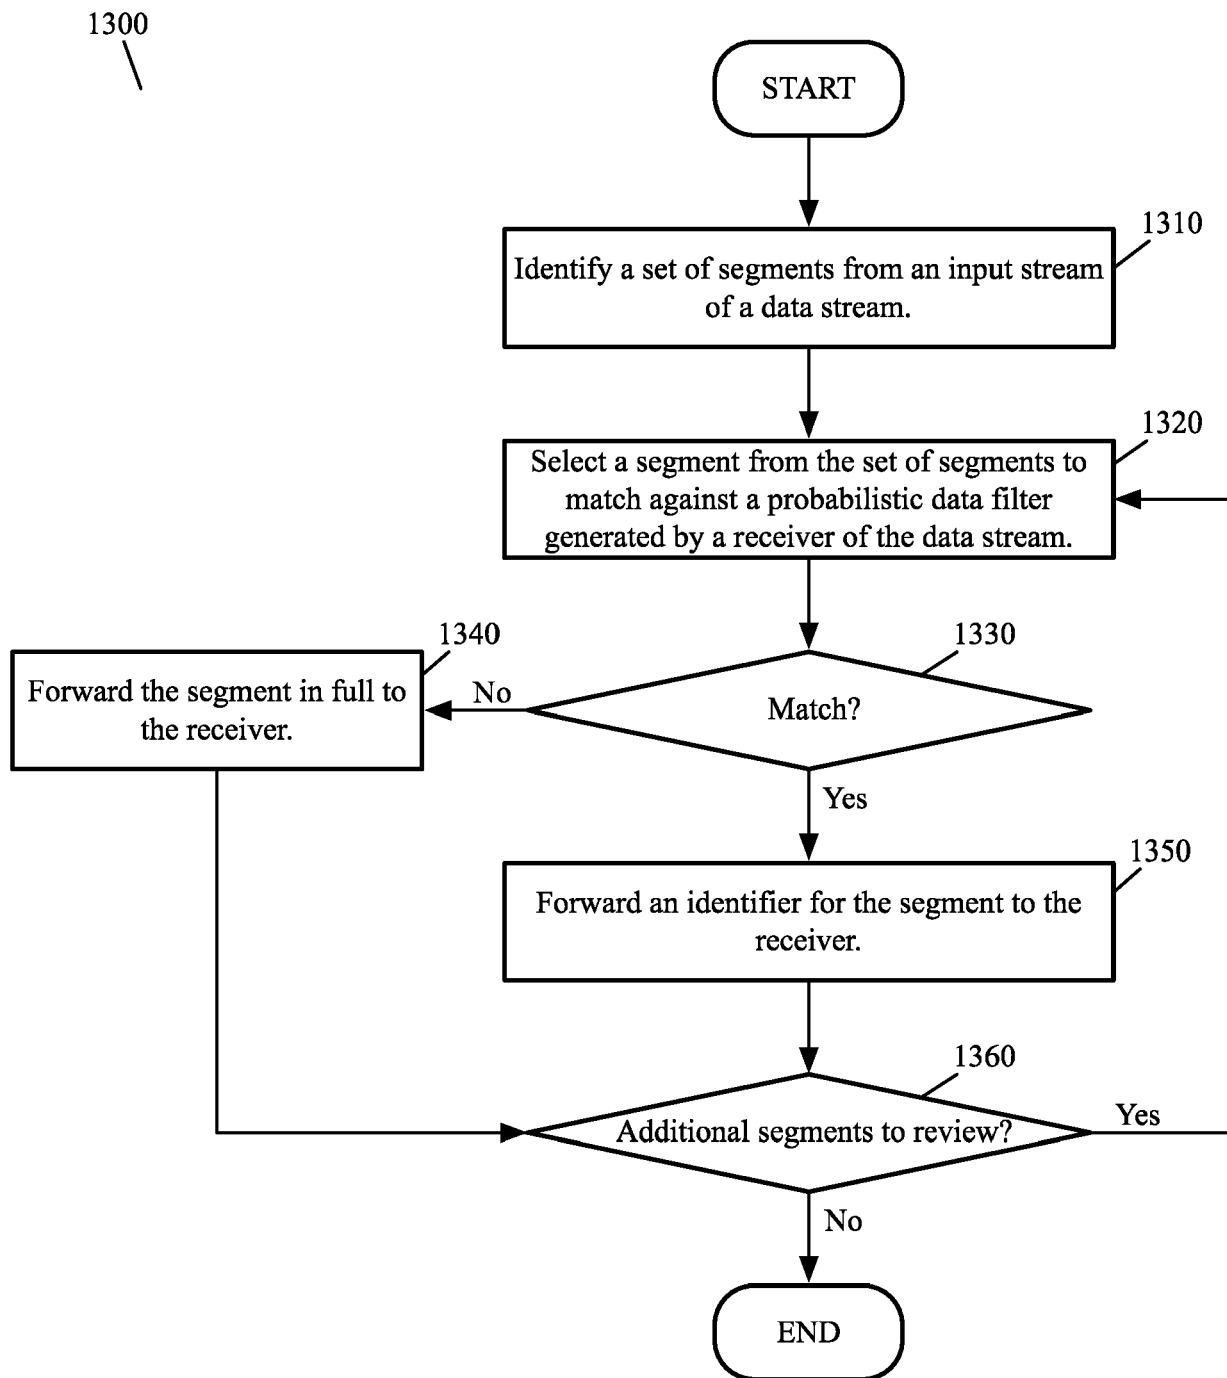 1300
START
1310
Identify a set of segments from an input stream
of a data stream.
1320
Select a segment from the set of segments to
match against a probabilistic data filter
generated by a receiver of the data stream.
1330
Match?
No
1340
Forward the segment in full to
the receiver.
Yes
1350
Forward an identifier for the segment to the
receiver.
1360
Additional segments to review?
Yes
No
END